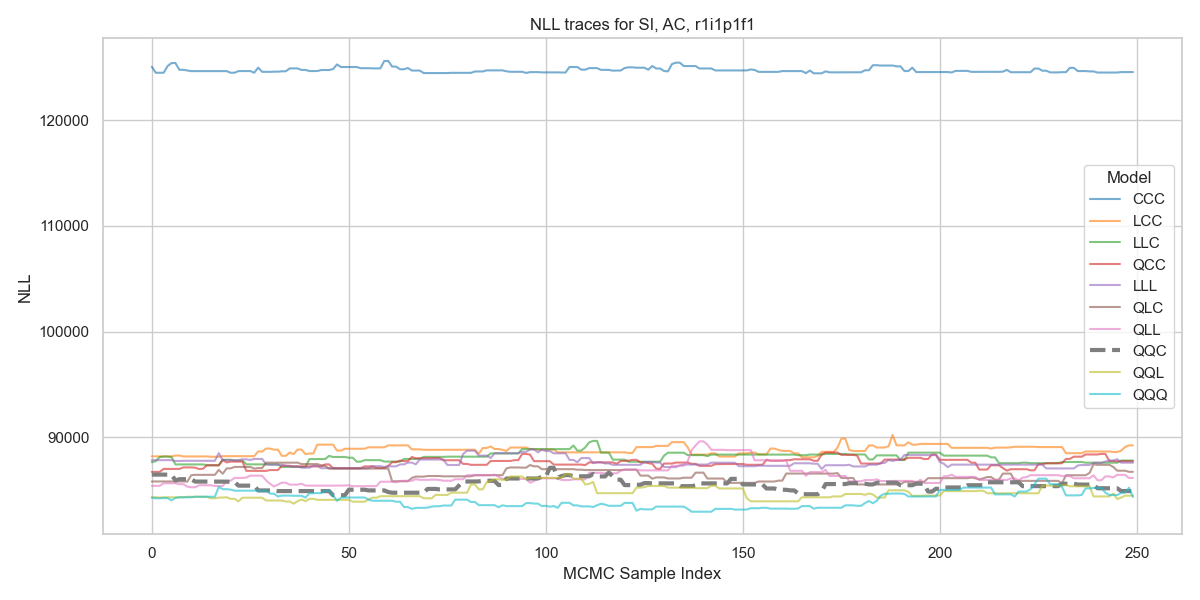 NLL traces for SI, AC, r1i1p1f1
NLL
120000
110000
100000
90000
0
50
100
150
200
250
MCMC Sample Index
Model
CCC
LCC
LLC
QCC
LLL
QLC
QLL
QQC
QQL
QQQ